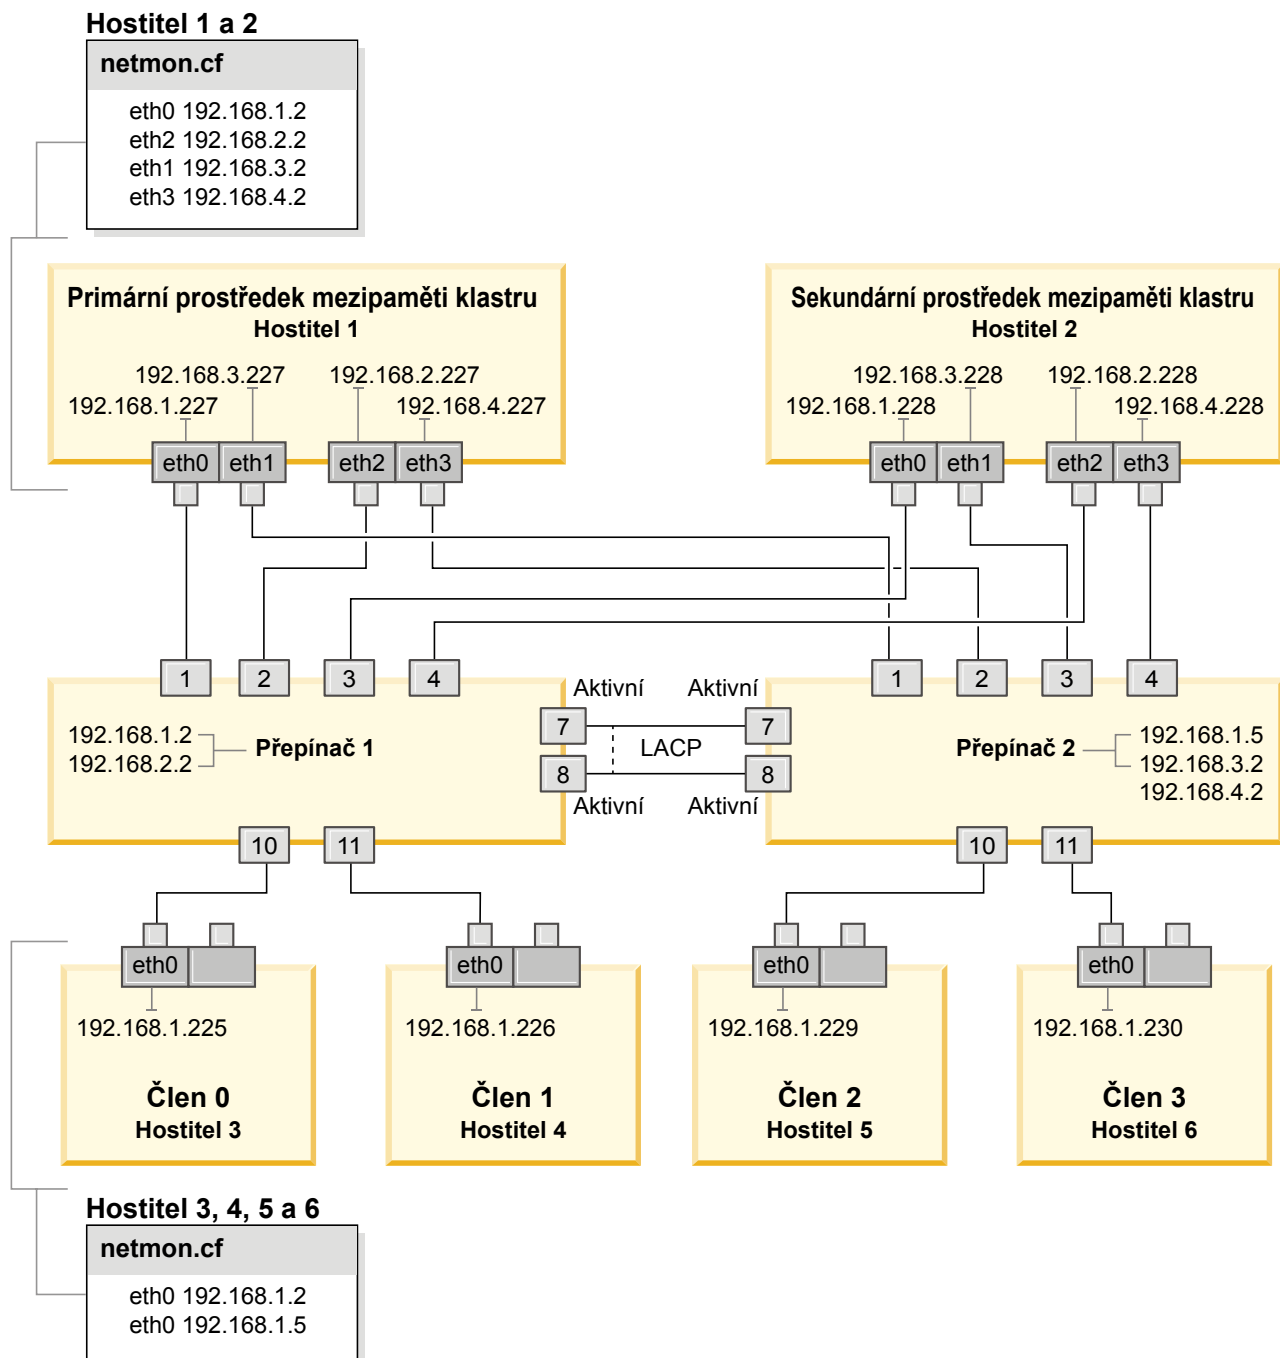 Hostitel 1 a 2
netmon.cf
eth0 192.168.1.2
eth2 192.168.2.2
eth1 192.168.3.2
eth3 192.168.4.2
Primární prostředek mezipaměti klastru
Hostitel 1
192.168.3.227
192.168.2.227
192.168.1.227
192.168.4.227
eth0
eth1
eth2
eth3
Sekundární prostředek mezipaměti klastru
Hostitel 2
192.168.3.228
192.168.2.228
192.168.1.228
192.168.4.228
eth0
eth1
eth2
eth3
1
2
3
4
192.168.1.2
192.168.2.2
Přepínač 1
7
8
10
11
Aktivní
Aktivní
LACP
Aktivní
Aktivní
1
2
3
4
7
8
Přepínač 2
192.168.1.5
192.168.3.2
192.168.4.2
10
11
eth0
192.168.1.225
Člen 0
Hostitel 3
eth0
192.168.1.226
Člen 1
Hostitel 4
eth0
192.168.1.229
Člen 2
Hostitel 5
eth0
192.168.1.230
Člen 3
Hostitel 6
Hostitel 3, 4, 5 a 6
netmon.cf
eth0 192.168.1.2
eth0 192.168.1.5